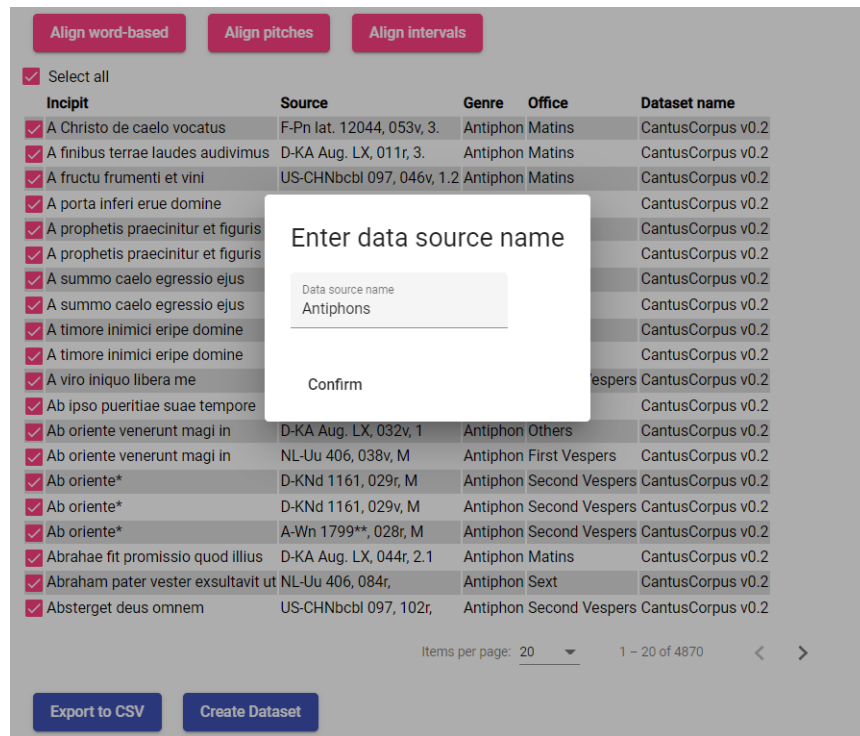 Align word-based Align pitches Align intervals
Select all
Incipit Source Genre Office Dataset name
A Christo de caelo vocatus F-Pn lat. 12044, 053v, 3. Antiphon Matins CantusCorpus v0.2
A finibus terrae laudes audivimus D-KA Aug. LX, 011r, 3. Antiphon Matins CantusCorpus v0.2
A fructu frumenti et vini US-CHNbcbl 097, 046v, 1.2 Antiphon Matins CantusCorpus v0.2
A porta inferi erue domine CantusCorpus v0.2
A prophetis praecinitur et figuris CantusCorpus v0.2
A prophetis praecinitur et figuris CantusCorpus v0.2
A summo caelo egressio ejus CantusCorpus v0.2
A summo caelo egressio ejus CantusCorpus v0.2
A timore inimici eripe domine CantusCorpus v0.2
A timore inimici eripe domine CantusCorpus v0.2
A viro iniquo libera me Vespers CantusCorpus v0.2
Ab ipso pueritiae suae tempore CantusCorpus v0.2
Ab oriente venerunt magi in D-KA Aug. LX, 032v, 1 Antiphon Others CantusCorpus v0.2
Ab oriente venerunt magi in NL-Uu 406, 038v, M Antiphon First Vespers CantusCorpus v0.2
Ab oriente* D-KNd 1161, 029r, M Antiphon Second Vespers CantusCorpus v0.2
Ab oriente* D-KNd 1161, 029v, M Antiphon Second Vespers CantusCorpus v0.2
Ab oriente* A-Wn 1799**, 028r, M Antiphon Second Vespers CantusCorpus v0.2
Abrahae fit promissio quod illius D-KA Aug. LX, 044r, 2.1 Antiphon Matins CantusCorpus v0.2
Abraham pater vester exsultavit ut NL-Uu 406, 084r, Antiphon Sext CantusCorpus v0.2
Absterget deus omnem US-CHNbcbl 097, 102r, Antiphon Second Vespers CantusCorpus v0.2
Enter data source name
Data source name
Antiphons
Confirm
Items per page: 20 1 – 20 of 4870
Export to CSV Create Dataset